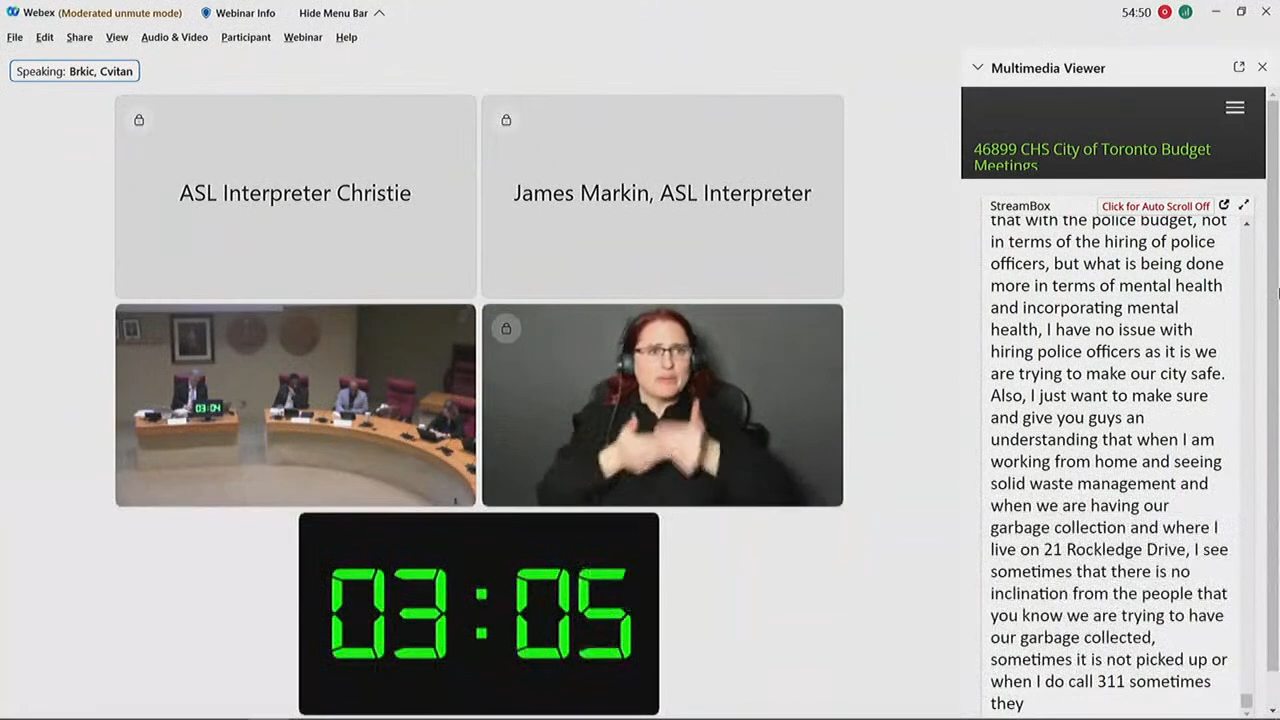 Webex (Moderated unmute mode)
Webinar Info
Hide Menu Bar
54:50
File Edit Share View Audio & Video Participant Webinar Help
Speaking: Brkic, Cvitan
ASL Interpreter Christie
James Markin, ASL Interpreter
03:04
03:05
Multimedia Viewer
46899 CHS City of Toronto Budget
Meetings
StreamBox
Click for Auto Scroll Off
that with the police budget, not
in terms of the hiring of police
officers, but what is being done
more in terms of mental health
and incorporating mental
health, I have no issue with
hiring police officers as it is we
are trying to make our city safe.
Also, I just want to make sure
and give you guys an
understanding that when I am
working from home and seeing
solid waste management and
when we are having our
garbage collection and where I
live on 21 Rockledge Drive, I see
sometimes that there is no
inclination from the people that
you know we are trying to have
our garbage collected,
sometimes it is not picked up or
when I do call 311 sometimes
they